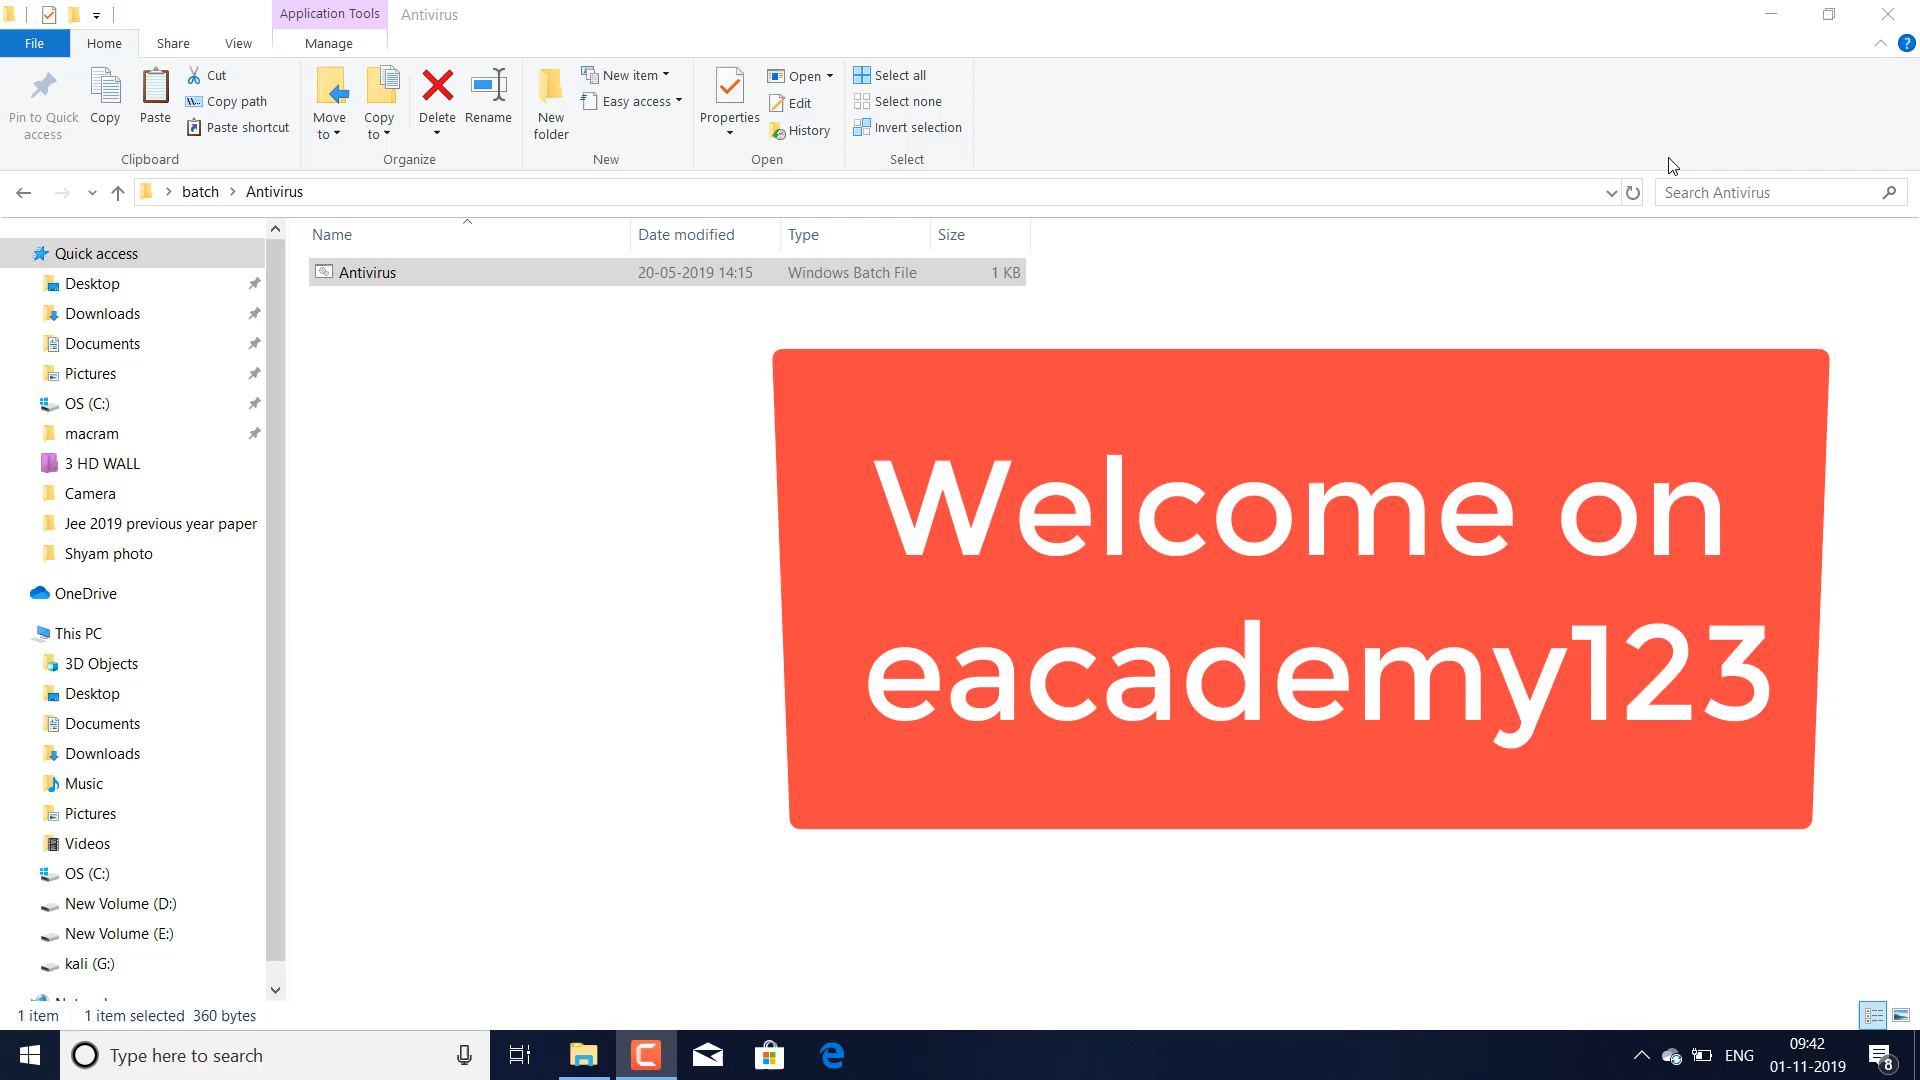 Application Tools
Antivirus
File
Home
Share
View
Manage
?
Pin to Quick
access
Copy
Paste
Cut
Copy path
Paste shortcut
Clipboard
Move
to
Copy
to
Delete
Rename
Organize
New
folder
New item
Easy access
New
Properties
Open
Edit
History
Open
Select all
Select none
Invert selection
Select
batch
Antivirus
Search Antivirus
Name
Date modified
Type
Size
Antivirus
20-05-2019 14:15
Windows Batch File
1 KB
Quick access
Desktop
Downloads
Documents
Pictures
OS (C:)
macram
3 HD WALL
Camera
Jee 2019 previous year paper
Shyam photo
OneDrive
This PC
3D Objects
Desktop
Documents
Downloads
Music
Pictures
Videos
OS (C:)
New Volume (D:)
New Volume (E:)
kali (G:)
Welcome on
eacademy123
1 item
1 item selected 360 bytes
Type here to search
ENG
09:42
01-11-2019
8